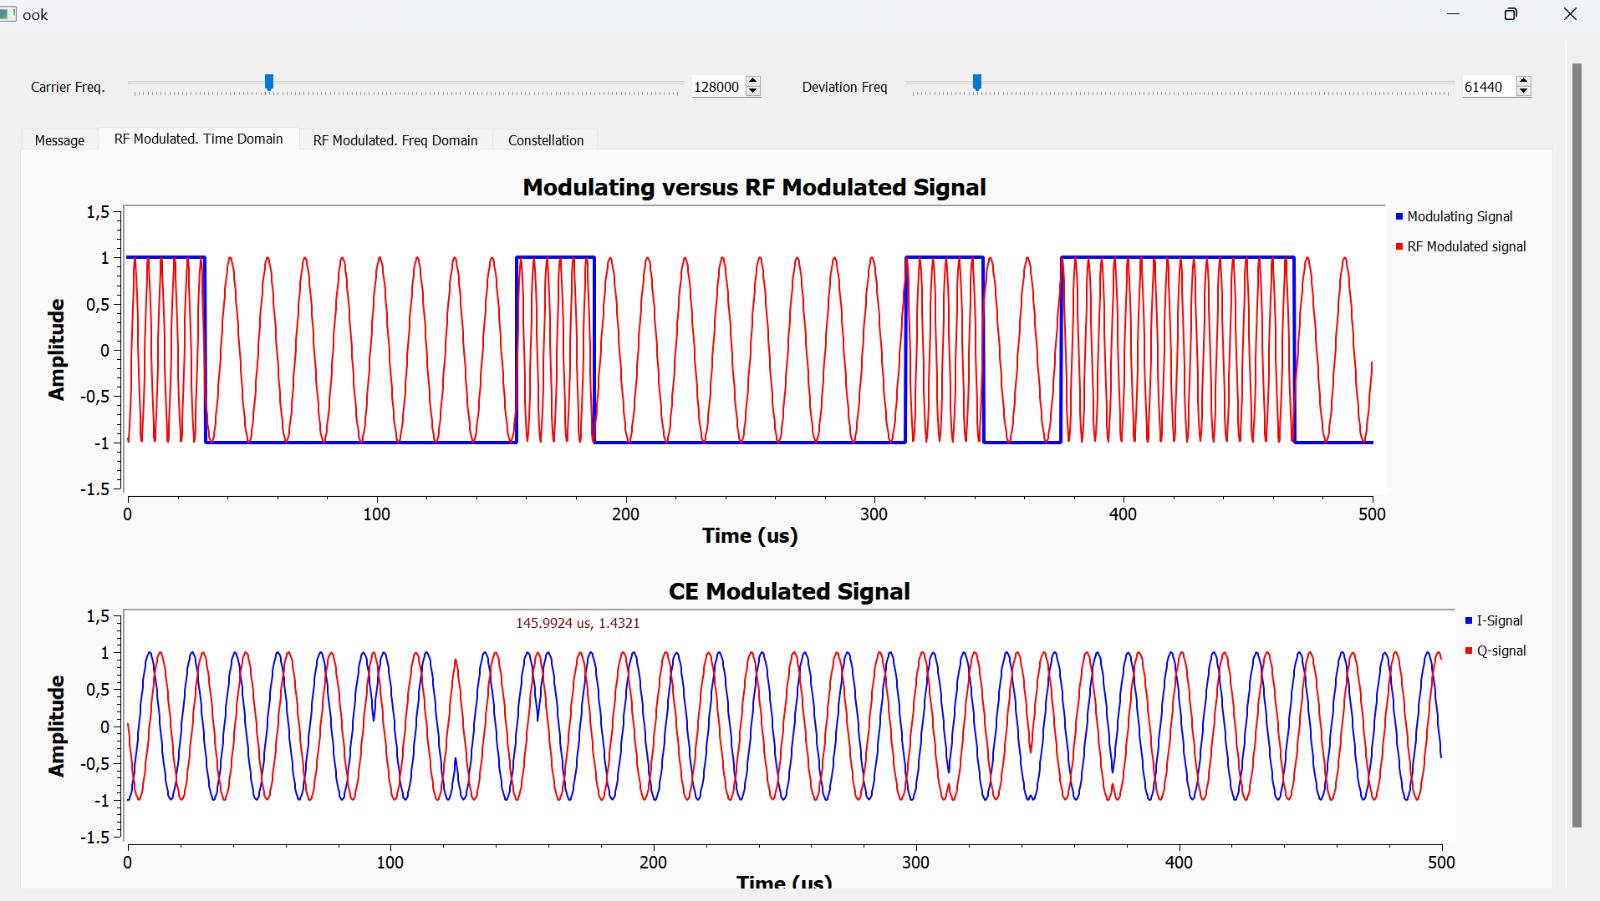 ook
Carrier Freq. 128000 Deviation Freq 61440
Message RF Modulated. Time Domain RF Modulated. Freq Domain Constellation
Modulating versus RF Modulated Signal
1,5
1
0,5
0
-0,5
-1
-1.5
Amplitude
0 100 200 300 400 500
Time (us)
Modulating Signal
RF Modulated signal
CE Modulated Signal
145.9924 us, 1.4321
1,5
1
0,5
0
-0,5
-1
-1.5
Amplitude
0 100 200 300 400 500
Time (us)
I-Signal
Q-signal